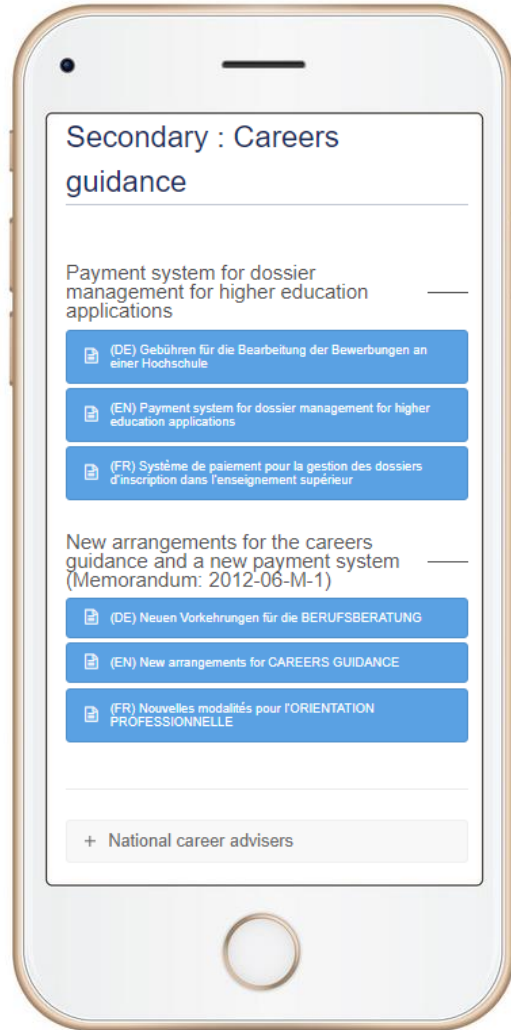 Secondary : Careers
guidance
Payment system for dossier
management for higher education
applications
(DE) Gebühren für die Bearbeitung der Bewerbungen an
einer Hochschule
(EN) Payment system for dossier management for higher
education applications
(FR) Système de paiement pour la gestion des dossiers
d'inscription dans l'enseignement supérieur
New arrangements for the careers
guidance and a new payment system
(Memorandum: 2012-06-M-1)
(DE) Neuen Vorkehrungen für die BERUFSBERATUNG
(EN) New arrangements for CAREERS GUIDANCE
(FR) Nouvelles modalités pour l'ORIENTATION
PROFESSIONNELLE
+ National career advisers